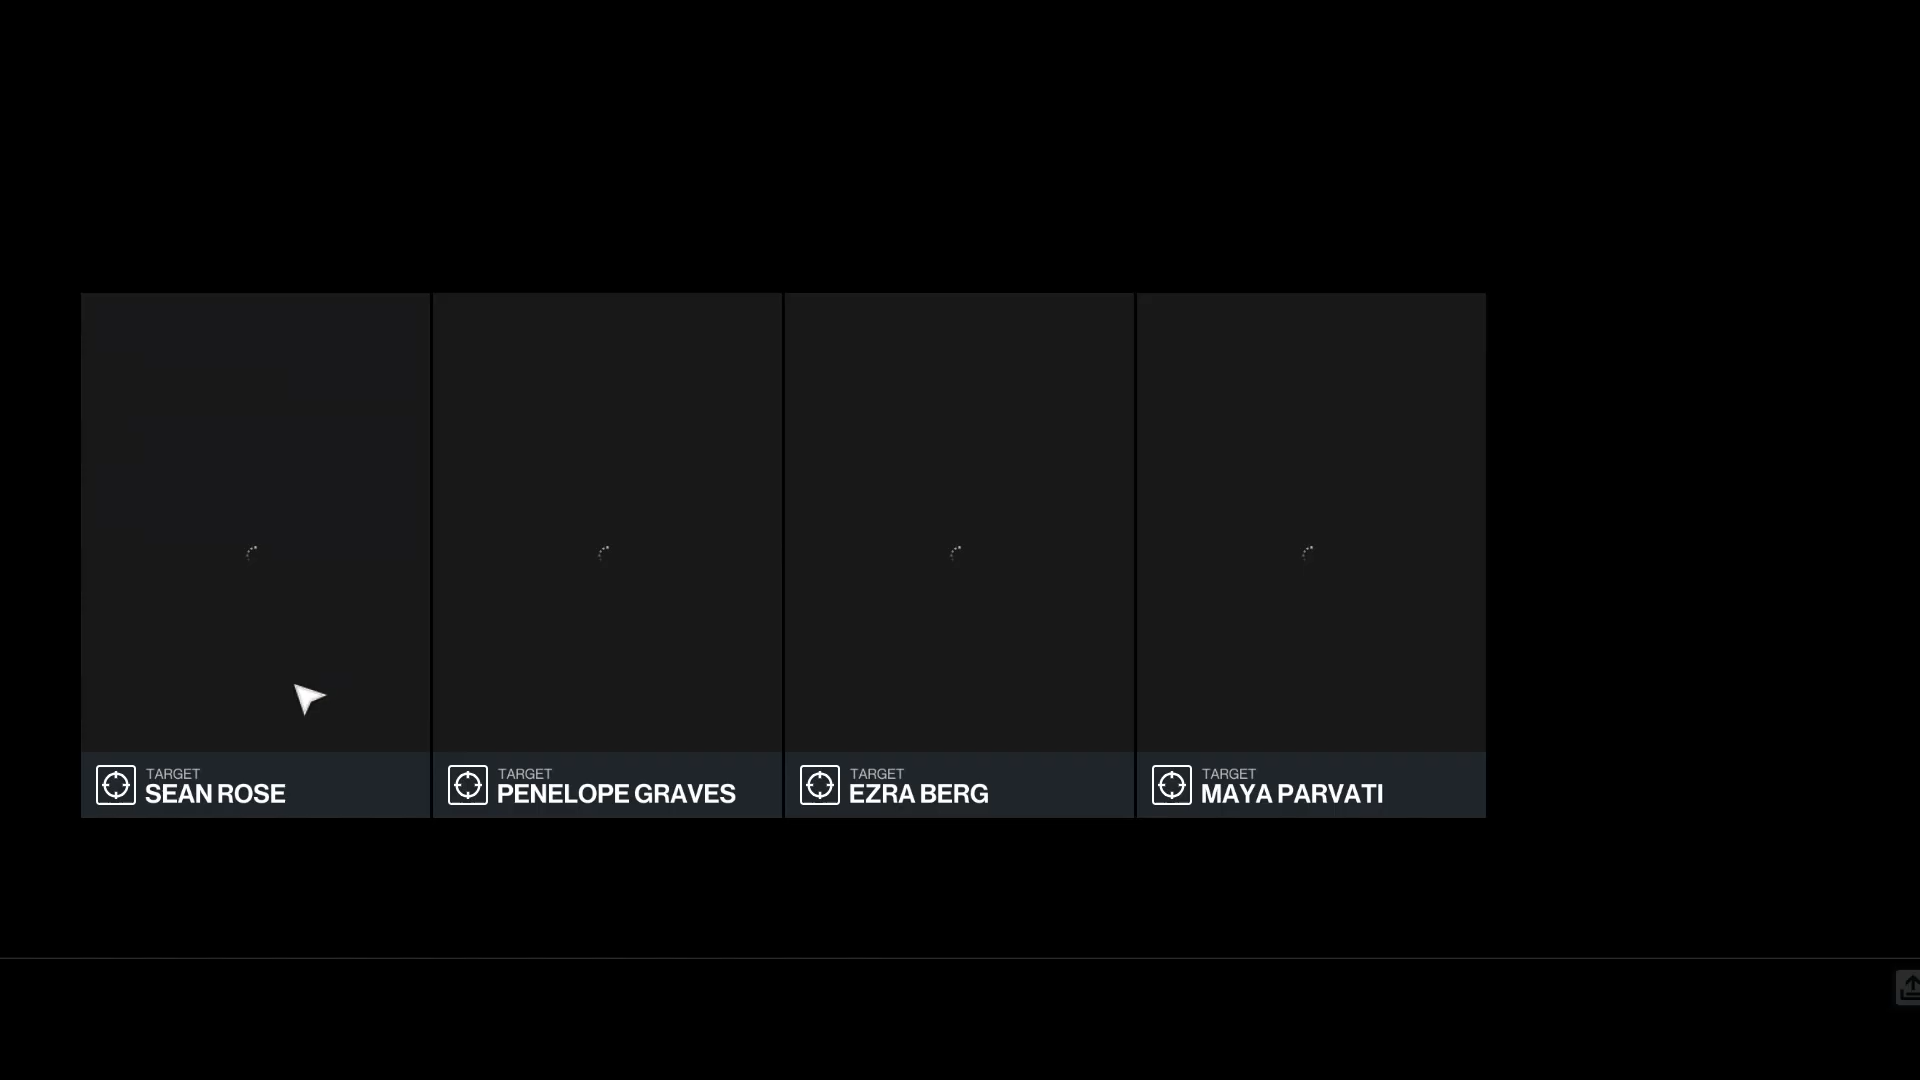 TARGET
SEAN ROSE
TARGET
PENELOPE GRAVES
TARGET
EZRA BERG
TARGET
MAYA PARVATI